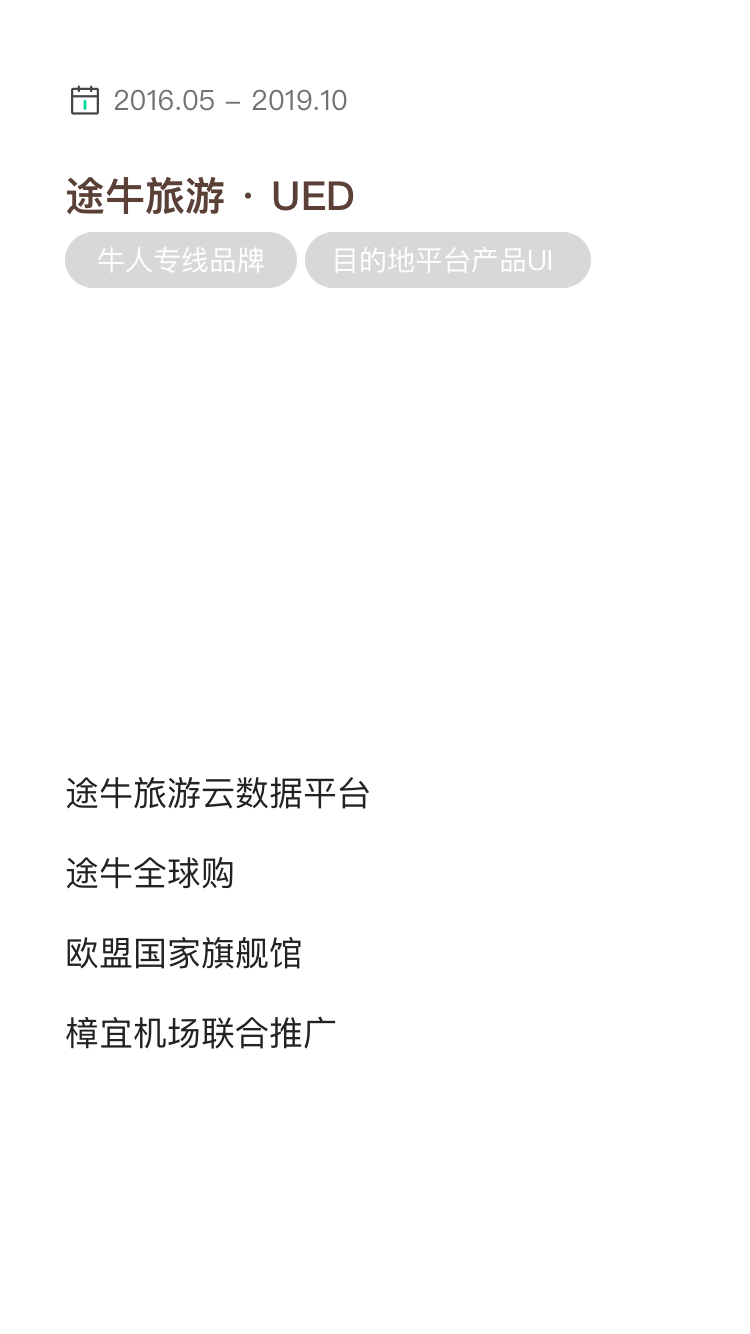 2016.05 – 2019.10
途牛旅游 · UED
牛人专线品牌 目的地平台产品UI
途牛旅游云数据平台
途牛全球购
欧盟国家旗舰馆
樟宜机场联合推广